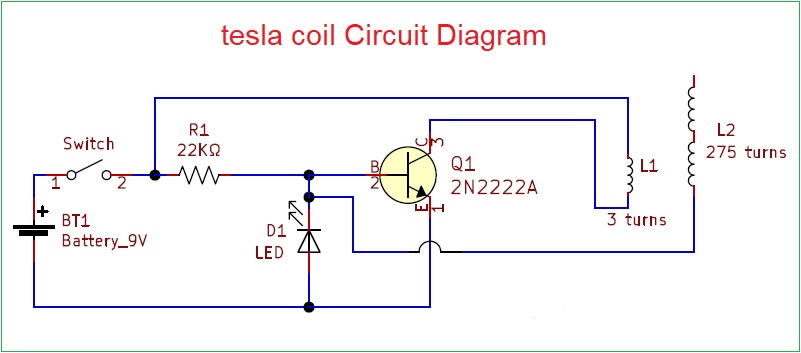 tesla coil Circuit Diagram
Switch
1
2
R1
22KΩ
BT1
Battery_9V
D1
LED
B
2
C
3
E
1
Q1
2N2222A
L1
3 turns
L2
275 turns